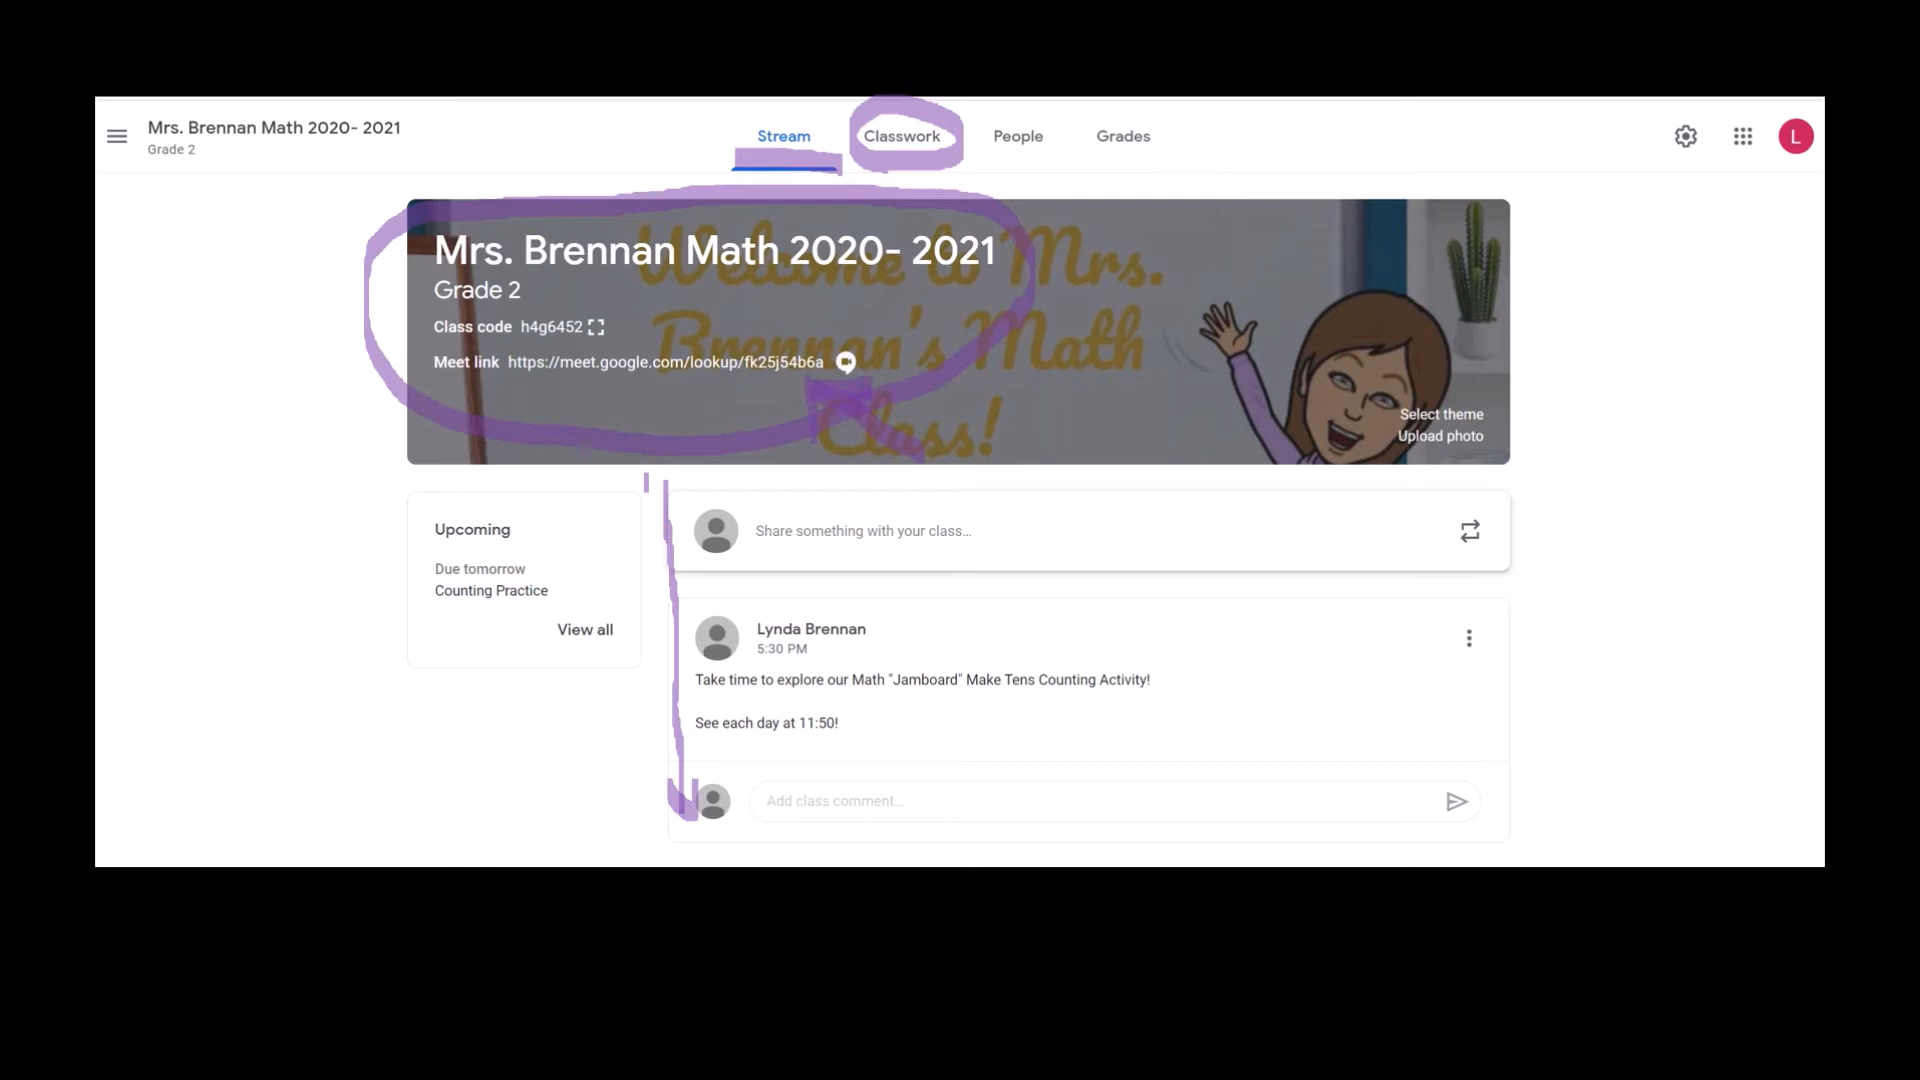 Mrs. Brennan Math 2020- 2021
Grade 2
Stream
Classwork
People
Grades
L
Mrs. Brennan Math 2020- 2021
Grade 2
Class code h4g6452
Meet link https://meet.google.com/lookup/fk25j54b6a
Welcome to Mrs.
Brennan's Math
Class!
Select theme
Upload photo
Upcoming
Due tomorrow
Counting Practice
View all
Share something with your class...
Lynda Brennan
5:30 PM
Take time to explore our Math "Jamboard" Make Tens Counting Activity!
See each day at 11:50!
Add class comment...